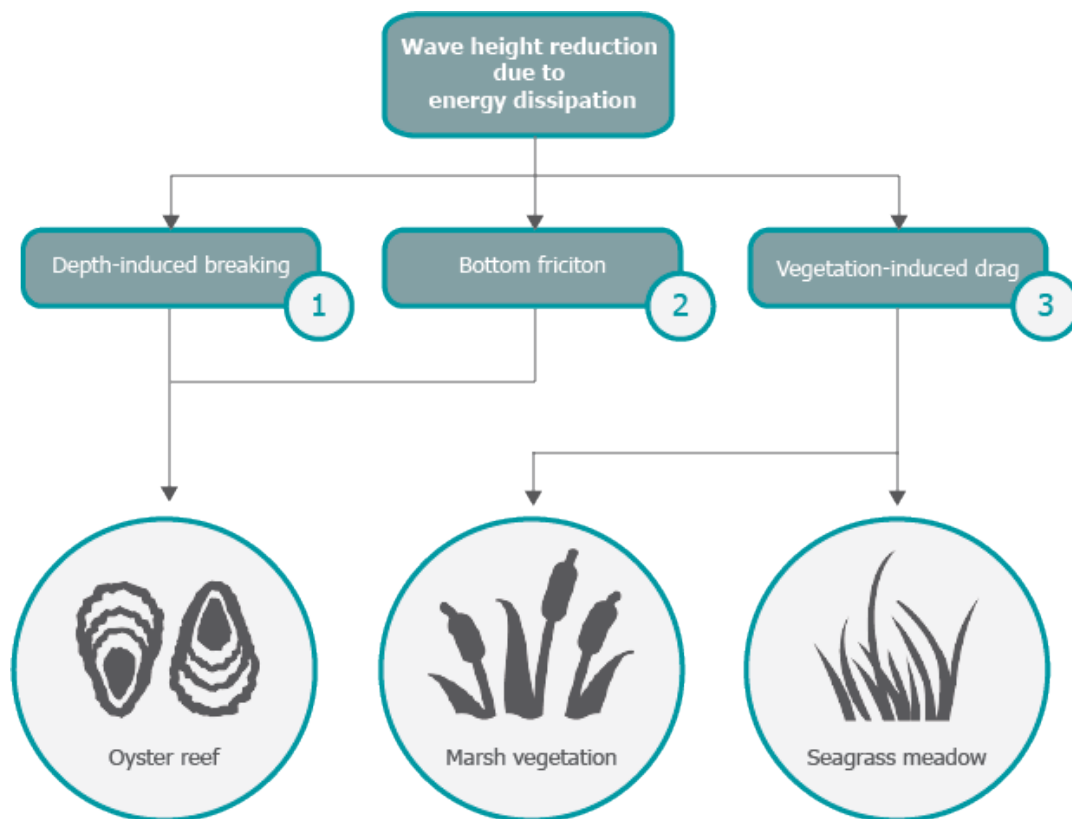 Wave height reduction
due to
energy dissipation
Depth-induced breaking
1
Bottom friciton
2
Vegetation-induced drag
3
Oyster reef
Marsh vegetation
Seagrass meadow